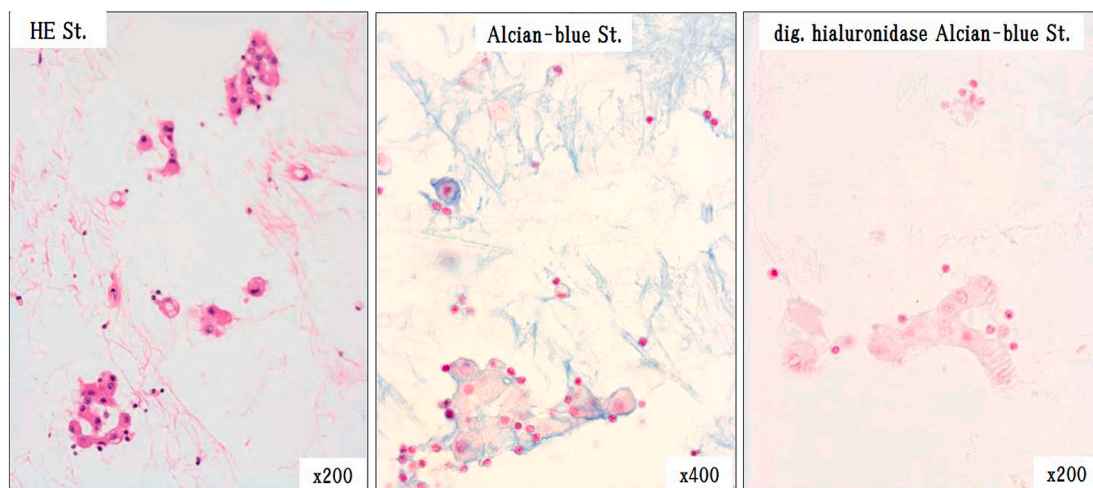 HE St.
Alcian-blue St.
dig. hialuronidase Alcian-blue St.
x200
x400
x200